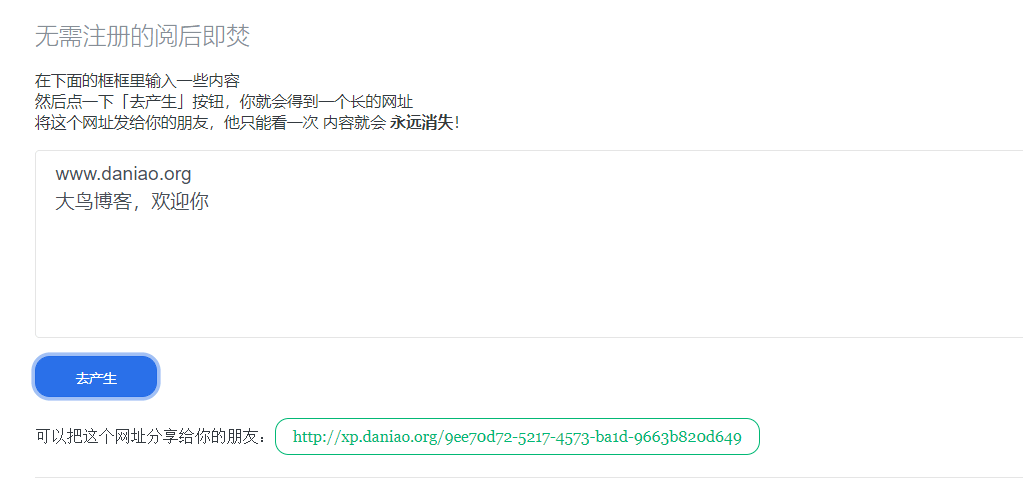 无需注册的阅后即焚
在下面的框框里输入一些内容
然后点一下「去产生」按钮，你就会得到一个长的网址
将这个网址发给你的朋友，他只能看一次 内容就会 永远消失！
www.daniao.org
大鸟博客，欢迎你
去产生
可以把这个网址分享给你的朋友： http://xp.daniao.org/9ee70d72-5217-4573-ba1d-9663b820d649